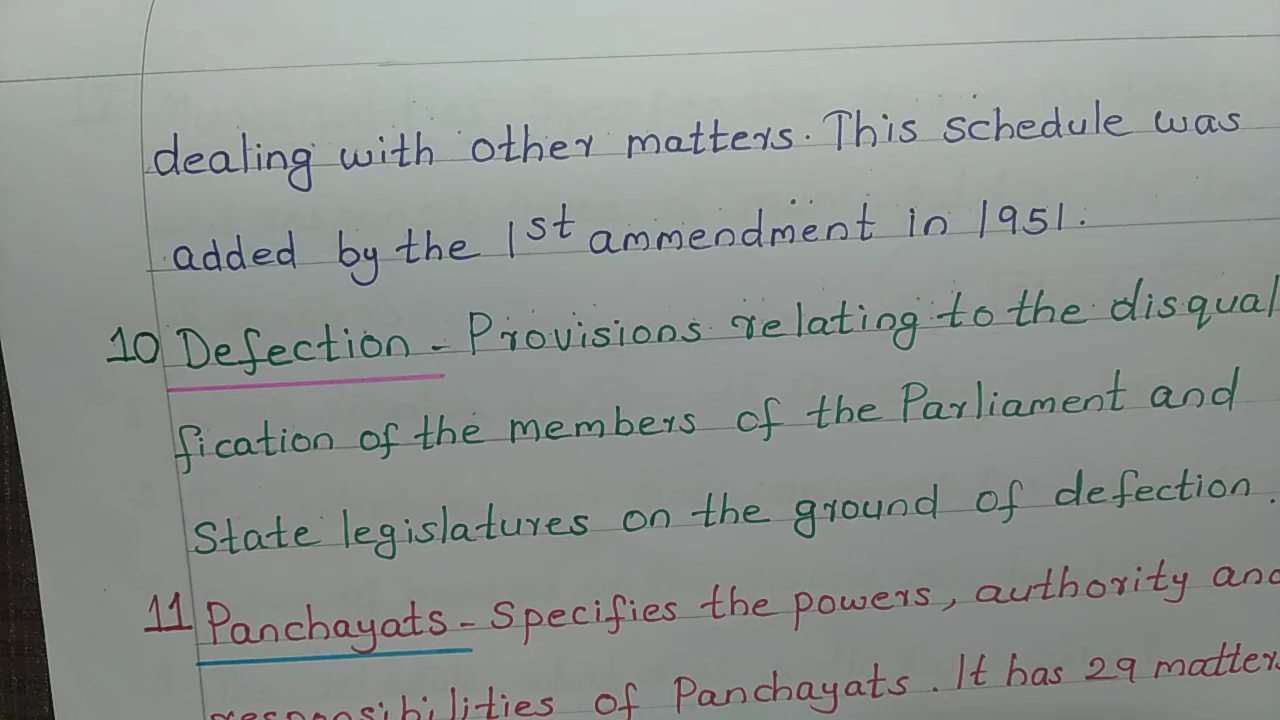 dealing with other matters. This schedule was
added by the 1st ammendment in 1951.
10 Defection - Provisions relating to the disqual
fication of the members of the Parliament and
State legislatures on the ground of defection.
11 Panchayats - Specifies the powers, authority and
responsibilities of Panchayats. It has 29 matters